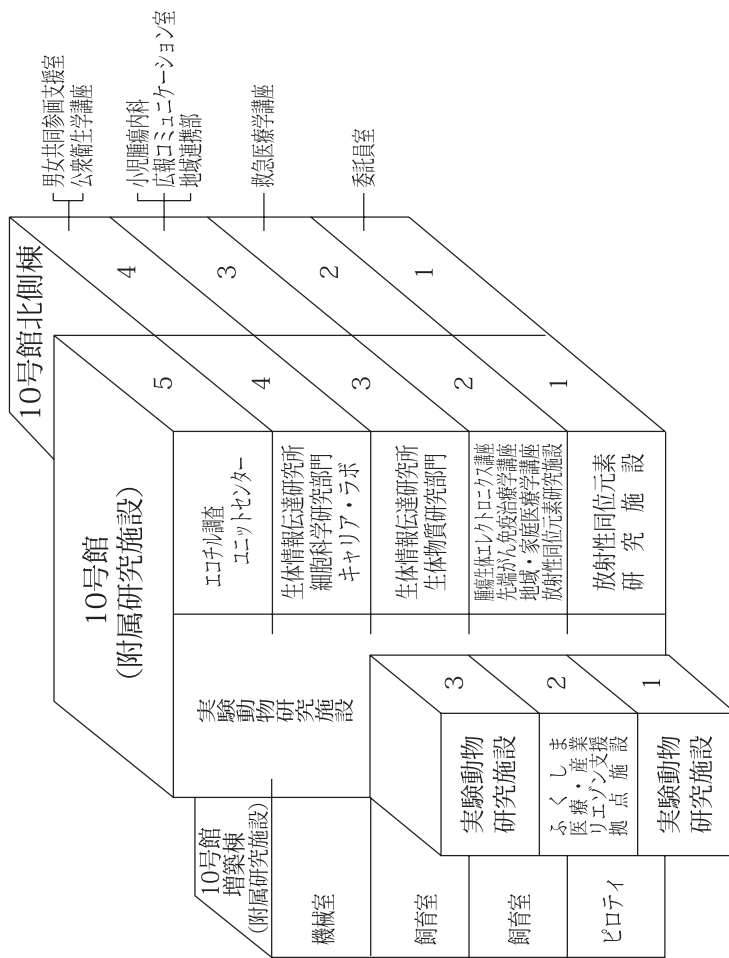 男女共同参画支援室
公衆衛生学講座
小児腫瘍内科
広報コミュニケーション室
地域連携部
救急医療学講座
委託員室
10号館北側棟
4
3
2
1
10号館
(附属研究施設)
5
4
3
2
1
エコチル調査
ユニットセンター
生体情報伝達研究所
細胞科学研究部門
キャリア・ラボ
生体情報伝達研究所
生体物質研究部門
腫瘍生体エレクトロニクス講座
先端がん免疫治療学講座
地域・家庭医療学講座
放射性同位元素研究施設
放射性同位元素
研究施設
実験
動物
研究
施設
3
2
1
実験動物
研究施設
ふくしま
医療・産業
リエゾン支援
拠点施設
実験動物
研究施設
10号館
増築棟
(附属研究施設)
機械室
飼育室
飼育室
ピロティ